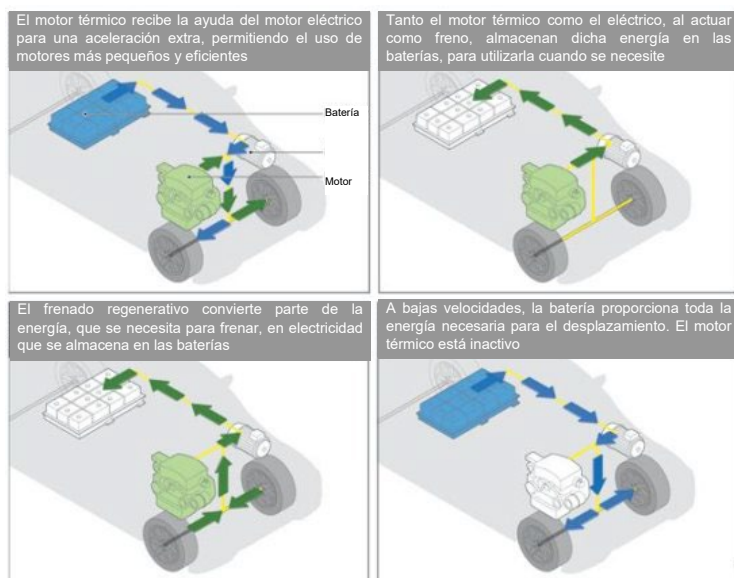 El motor térmico recibe la ayuda del motor eléctrico
para una aceleración extra, permitiendo el uso de
motores más pequeños y eficientes
Batería
Motor
Tanto el motor térmico como el eléctrico, al actuar
como freno, almacenan dicha energía en las
baterías, para utilizarla cuando se necesite
El frenado regenerativo convierte parte de la
energía, que se necesita para frenar, en electricidad
que se almacena en las baterías
A bajas velocidades, la batería proporciona toda la
energía necesaria para el desplazamiento. El motor
térmico está inactivo